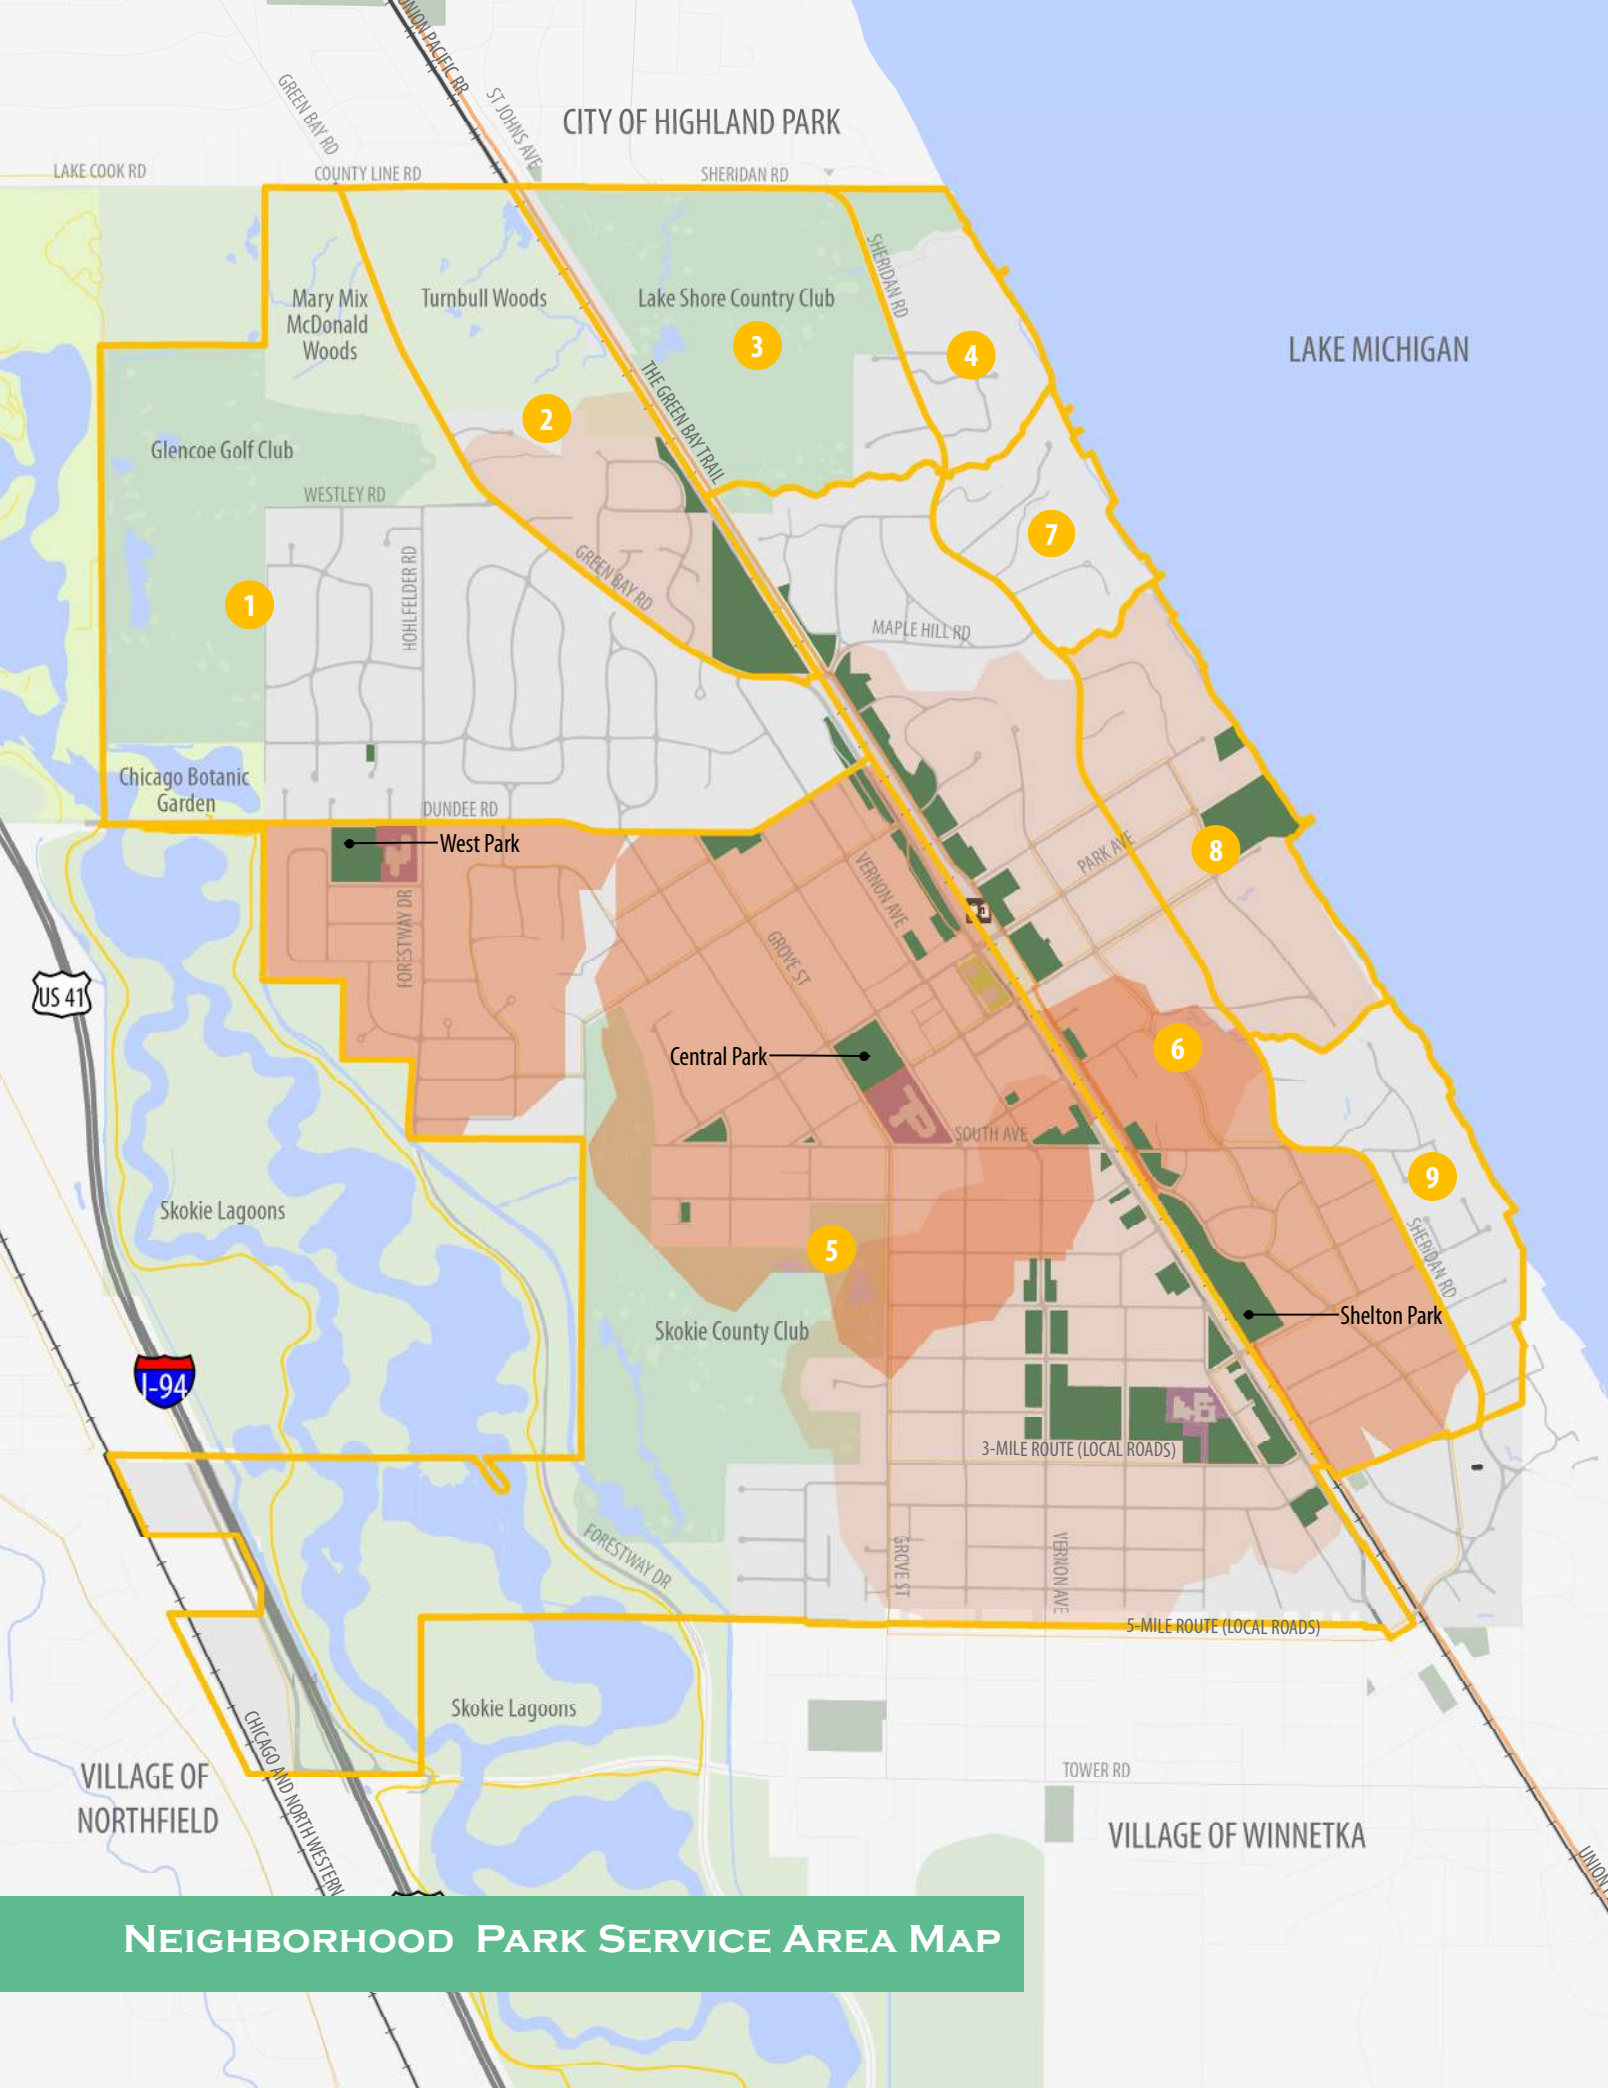 UNION PACIFIC RR
GREEN BAY RD
ST JOHNS AVE
CITY OF HIGHLAND PARK
LAKE COOK RD
COUNTY LINE RD
SHERIDAN RD
SHERIDAN RD
Mary Mix
McDonald
Woods
Turnbull Woods
Lake Shore Country Club
3
4
LAKE MICHIGAN
THE GREEN BAY TRAIL
2
Glencoe Golf Club
WESTLEY RD
7
HOHLFELDER RD
GREEN BAY RD
1
MAPLE HILL RD
Chicago Botanic
Garden
DUNDEE RD
West Park
PARK AVE
8
VERNON AVE
FORESTWAY DR
GROVE ST
US 41
Central Park
6
SOUTH AVE
9
Skokie Lagoons
5
SHERIDAN RD
Shelton Park
Skokie County Club
I-94
3-MILE ROUTE (LOCAL ROADS)
FORESTWAY DR
GROVE ST
VERNON AVE
5-MILE ROUTE (LOCAL ROADS)
Skokie Lagoons
CHICAGO AND NORTH WESTERN
VILLAGE OF
NORTHFIELD
TOWER RD
VILLAGE OF WINNETKA
UNION
NEIGHBORHOOD PARK SERVICE AREA MAP